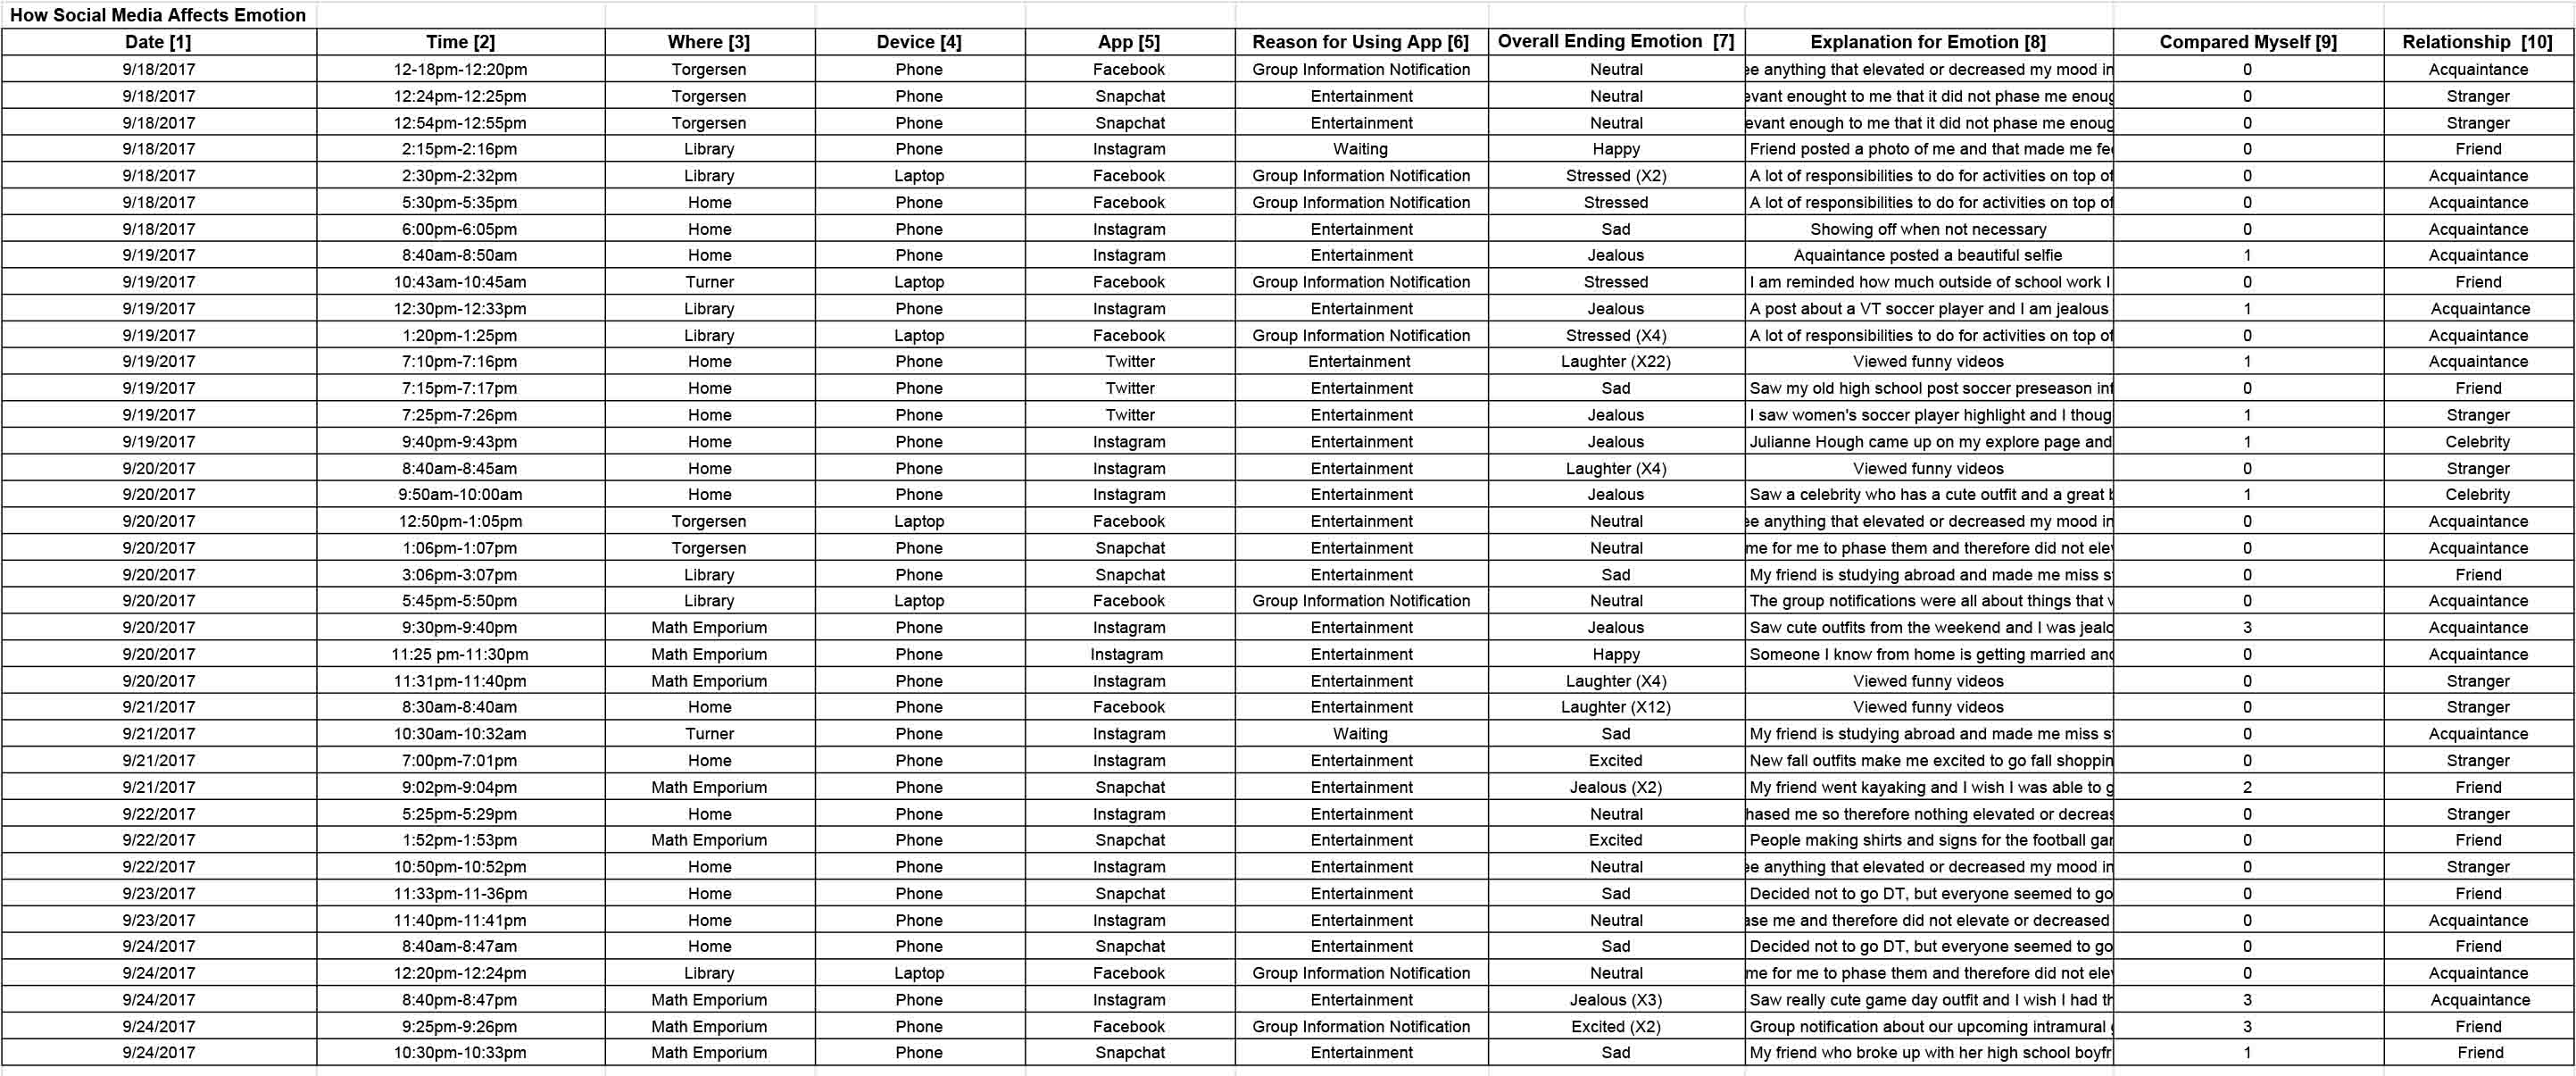 How Social Media Affects Emotion
Date [1] Time [2] Where [3] Device [4] App [5] Reason for Using App [6] Overall Ending Emotion [7] Explanation for Emotion [8] Compared Myself [9] Relationship [10]
9/18/2017 12-18pm-12:20pm Torgersen Phone Facebook Group Information Notification Neutral anything that elevated or decreased my mood in 0 Acquaintance
9/18/2017 12:24pm-12:25pm Torgersen Phone Snapchat Entertainment Neutral enought to me that it did not phase me 0 Stranger
9/18/2017 12:54pm-12:55pm Torgersen Phone Snapchat Entertainment Neutral enough to me that it did not phase me 0 Stranger
9/18/2017 2:15pm-2:16pm Library Phone Instagram Waiting Happy Friend posted a photo of me and that made me 0 Friend
9/18/2017 2:30pm-2:32pm Library Laptop Facebook Group Information Notification Stressed (X2) A lot of responsibilities to do for activities on top 0 Acquaintance
9/18/2017 5:30pm-5:35pm Home Phone Facebook Group Information Notification Stressed A lot of responsibilities to do for activities on top 0 Acquaintance
9/18/2017 6:00pm-6:05pm Home Phone Instagram Entertainment Sad Showing off when not necessary 0 Acquaintance
9/19/2017 8:40am-8:50am Home Phone Instagram Entertainment Jealous Aquaintance posted a beautiful selfie 1 Acquaintance
9/19/2017 10:43am-10:45am Turner Laptop Facebook Group Information Notification Stressed I am reminded how much outside of school work I 0 Friend
9/19/2017 12:30pm-12:33pm Library Phone Instagram Entertainment Jealous A post about a VT soccer player and I am jealous 1 Acquaintance
9/19/2017 1:20pm-1:25pm Library Laptop Facebook Group Information Notification Stressed (X4) A lot of responsibilities to do for activities on top 0 Acquaintance
9/19/2017 7:10pm-7:16pm Home Phone Twitter Entertainment Laughter (X22) Viewed funny videos 1 Acquaintance
9/19/2017 7:15pm-7:17pm Home Phone Twitter Entertainment Sad Saw my old high school post soccer preseason 0 Friend
9/19/2017 7:25pm-7:26pm Home Phone Twitter Entertainment Jealous I saw women's soccer player highlight and I 1 Stranger
9/19/2017 9:40pm-9:43pm Home Phone Instagram Entertainment Jealous Julianne Hough came up on my explore page and 1 Celebrity
9/20/2017 8:40am-8:45am Home Phone Instagram Entertainment Laughter (X4) Viewed funny videos 0 Stranger
9/20/2017 9:50am-10:00am Home Phone Instagram Entertainment Jealous Saw a celebrity who has a cute outfit and a great 1 Celebrity
9/20/2017 12:50pm-1:05pm Torgersen Laptop Facebook Entertainment Neutral anything that elevated or decreased my mood in 0 Acquaintance
9/20/2017 1:06pm-1:07pm Torgersen Phone Snapchat Entertainment Neutral me for me to phase them and therefore did not 0 Acquaintance
9/20/2017 3:06pm-3:07pm Library Phone Snapchat Entertainment Sad My friend is studying abroad and made me miss 0 Friend
9/20/2017 5:45pm-5:50pm Library Laptop Facebook Group Information Notification Neutral The group notifications were all about things that 0 Acquaintance
9/20/2017 9:30pm-9:40pm Math Emporium Phone Instagram Entertainment Jealous Saw cute outfits from the weekend and I was 3 Acquaintance
9/20/2017 11:25 pm-11:30pm Math Emporium Phone Instagram Entertainment Happy Someone I know from home is getting married 0 Acquaintance
9/20/2017 11:31pm-11:40pm Math Emporium Phone Instagram Entertainment Laughter (X4) Viewed funny videos 0 Stranger
9/21/2017 8:30am-8:40am Home Phone Facebook Entertainment Laughter (X12) Viewed funny videos 0 Stranger
9/21/2017 10:30am-10:32am Turner Phone Instagram Waiting Sad My friend is studying abroad and made me miss 0 Acquaintance
9/21/2017 7:00pm-7:01pm Home Phone Instagram Entertainment Excited New fall outfits make me excited to go fall 0 Stranger
9/21/2017 9:02pm-9:04pm Math Emporium Phone Snapchat Entertainment Jealous (X2) My friend went kayaking and I wish I was able to 2 Friend
9/22/2017 5:25pm-5:29pm Home Phone Instagram Entertainment Neutral me so therefore nothing elevated or 0 Stranger
9/22/2017 1:52pm-1:53pm Math Emporium Phone Snapchat Entertainment Excited People making shirts and signs for the football 0 Friend
9/22/2017 10:50pm-10:52pm Home Phone Instagram Entertainment Neutral anything that elevated or decreased my mood in 0 Stranger
9/23/2017 11:33pm-11-36pm Home Phone Snapchat Entertainment Sad Decided not to go DT, but everyone seemed to go 0 Friend
9/23/2017 11:40pm-11:41pm Home Phone Instagram Entertainment Neutral me and therefore did not elevate or decreased 0 Acquaintance
9/24/2017 8:40am-8:47am Home Phone Snapchat Entertainment Sad Decided not to go DT, but everyone seemed to go 0 Friend
9/24/2017 12:20pm-12:24pm Library Laptop Facebook Group Information Notification Neutral me for me to phase them and therefore did not 0 Acquaintance
9/24/2017 8:40pm-8:47pm Math Emporium Phone Instagram Entertainment Jealous (X3) Saw really cute game day outfit and I wish I had 3 Acquaintance
9/24/2017 9:25pm-9:26pm Math Emporium Phone Facebook Group Information Notification Excited (X2) Group notification about our upcoming intramural 3 Friend
9/24/2017 10:30pm-10:33pm Math Emporium Phone Snapchat Entertainment Sad My friend who broke up with her high school 1 Friend